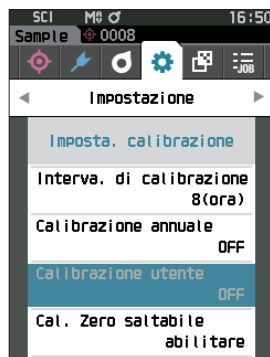 SCI M♂ 16:50
Sample 0008
-JOB
Impostazione
Imposta. calibrazione
Interva. di calibrazione
8(ora)
Calibrazione annuale
OFF
Calibrazione utente
OFF
Cal. Zero saltabile
abilitare